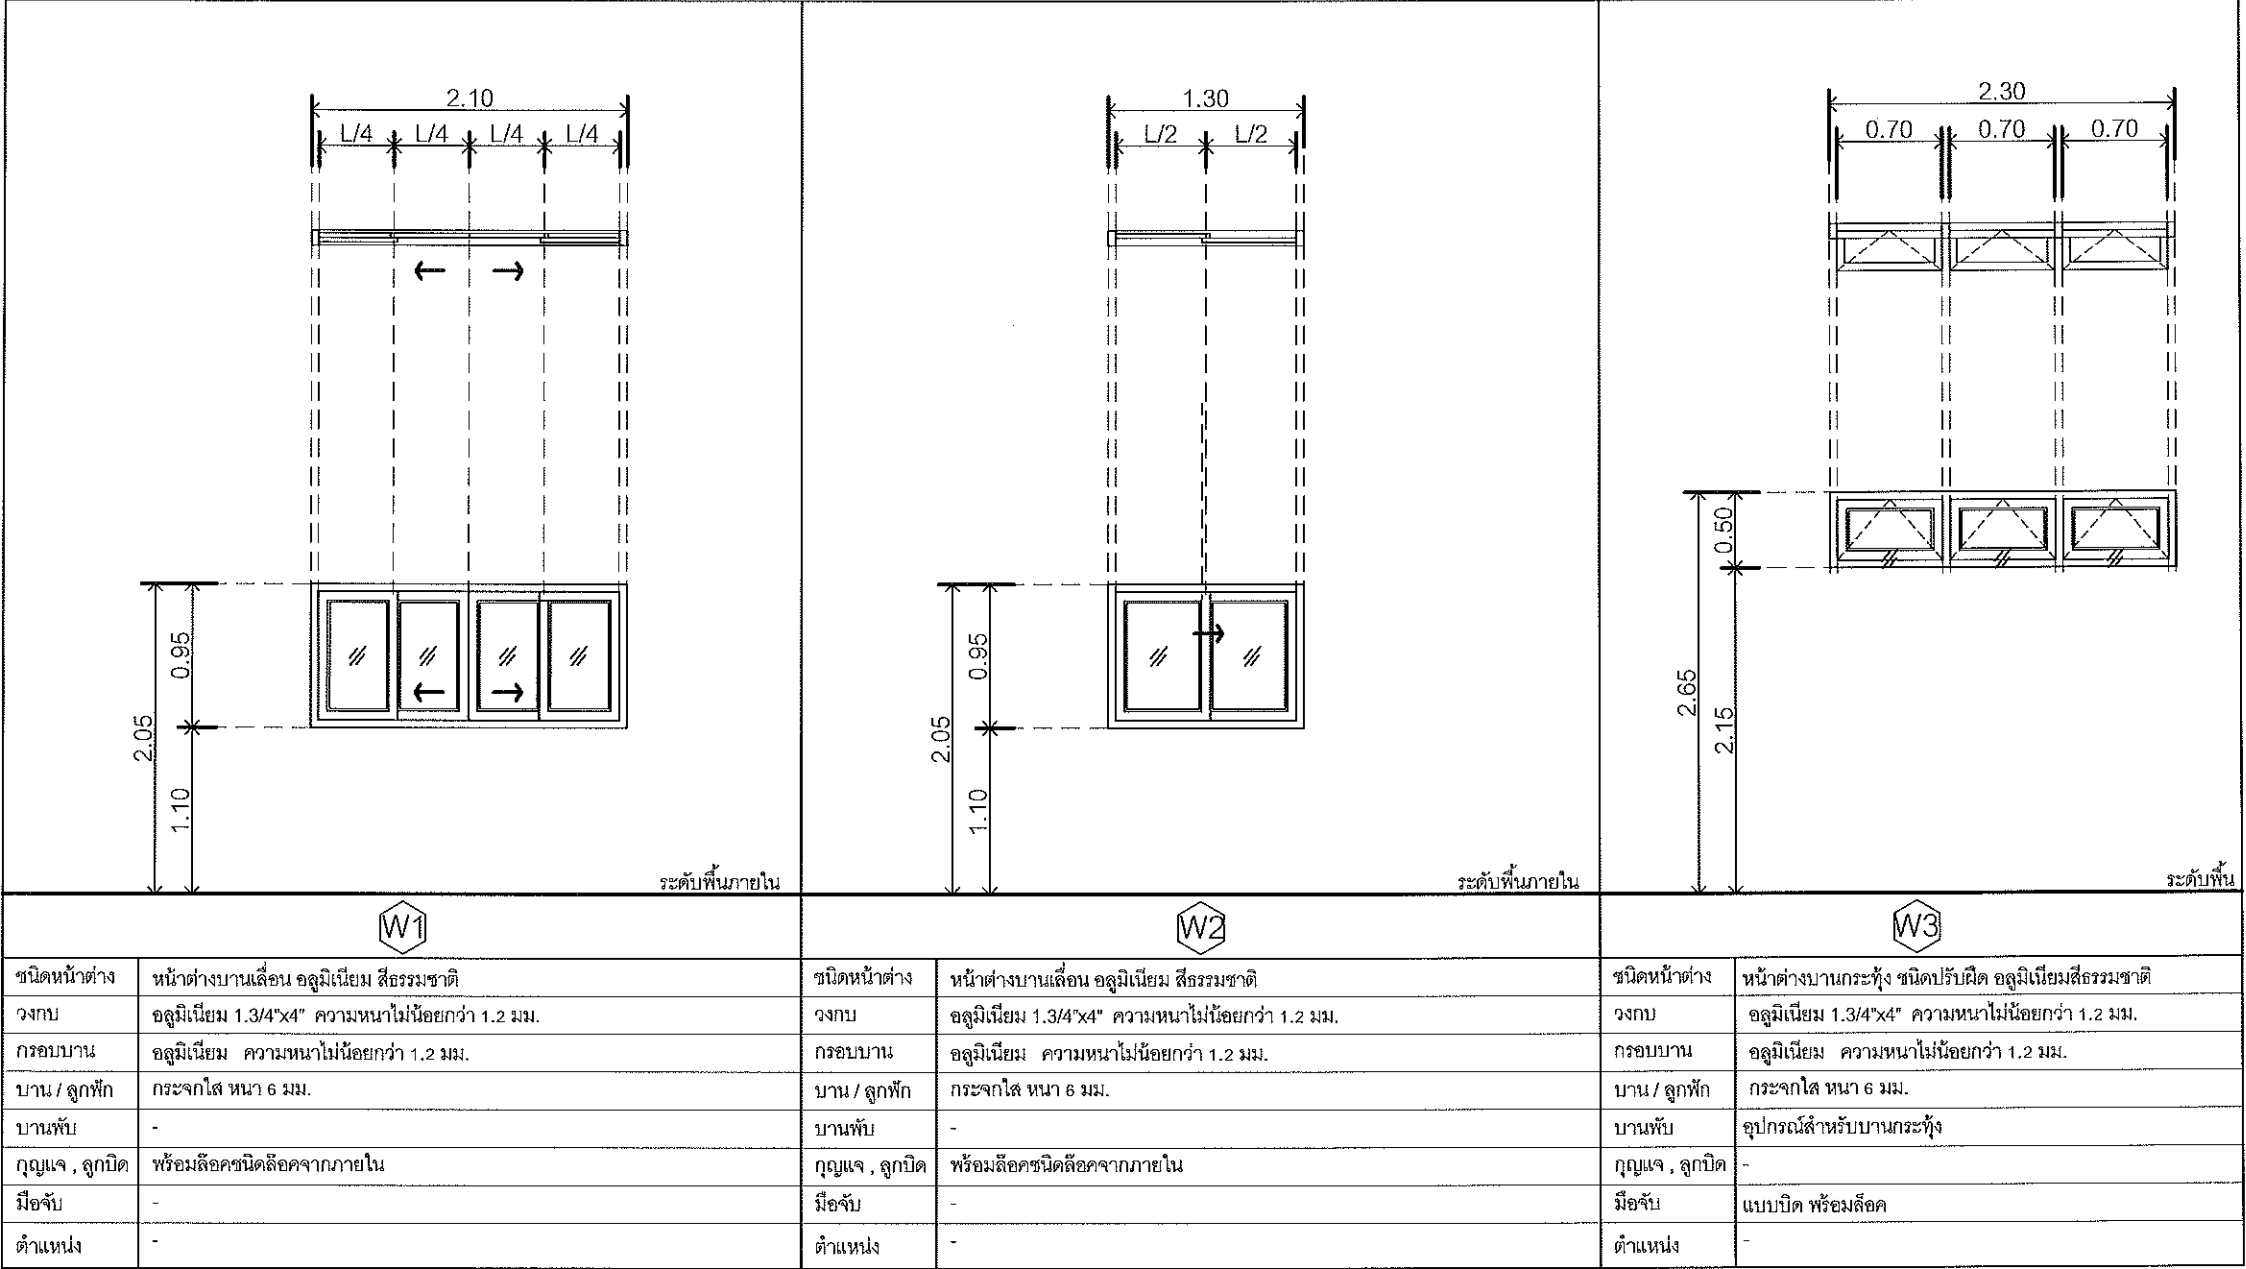 2.10
L/4 L/4 L/4 L/4
0.95
2.05
1.10
ระดับพื้นภายใน
W1
ชนิดหน้าต่าง หน้าต่างบานเลื่อน อลูมิเนียม สีธรรมชาติ
วงกบ อลูมิเนียม 1.3/4"x4" ความหนาไม่น้อยกว่า 1.2 มม.
กรอบบาน อลูมิเนียม ความหนาไม่น้อยกว่า 1.2 มม.
บาน / ลูกฟัก กระจกใส หนา 6 มม.
บานพับ -
กุญแจ , ลูกบิด พร้อมล๊อคชนิดล๊อคจากภายใน
มือจับ -
ตำแหน่ง -
1.30
L/2 L/2
0.95
2.05
1.10
ระดับพื้นภายใน
W2
ชนิดหน้าต่าง หน้าต่างบานเลื่อน อลูมิเนียม สีธรรมชาติ
วงกบ อลูมิเนียม 1.3/4"x4" ความหนาไม่น้อยกว่า 1.2 มม.
กรอบบาน อลูมิเนียม ความหนาไม่น้อยกว่า 1.2 มม.
บาน / ลูกฟัก กระจกใส หนา 6 มม.
บานพับ -
กุญแจ , ลูกบิด พร้อมล๊อคชนิดล๊อคจากภายใน
มือจับ -
ตำแหน่ง -
2.30
0.70 0.70 0.70
0.50
2.65
2.15
ระดับพื้น
W3
ชนิดหน้าต่าง หน้าต่างบานกระทุ้ง ชนิดปรับฝืด อลูมิเนียมสีธรรมชาติ
วงกบ อลูมิเนียม 1.3/4"x4" ความหนาไม่น้อยกว่า 1.2 มม.
กรอบบาน อลูมิเนียม ความหนาไม่น้อยกว่า 1.2 มม.
บาน / ลูกฟัก กระจกใส หนา 6 มม.
บานพับ อุปกรณ์สำหรับบานกระทุ้ง
กุญแจ , ลูกบิด -
มือจับ แบบบิด พร้อมล็อค
ตำแหน่ง -